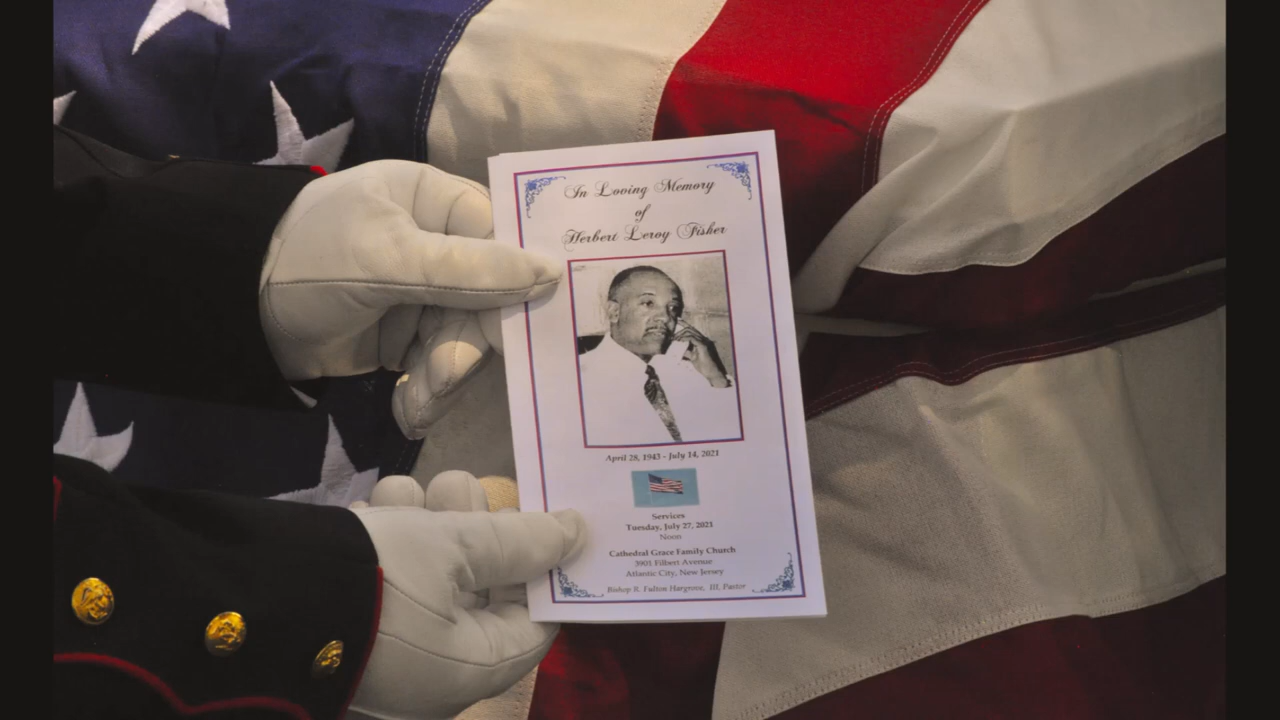 In Loving Memory
of
Herbert Leroy Fisher
April 28, 1943 - July 14, 2021
Services
Tuesday, July 27, 2021
Noon
Cathedral Grace Family Church
3901 Filbert Avenue
Atlantic City, New Jersey
Bishop R. Fulton Hargrove, III, Pastor